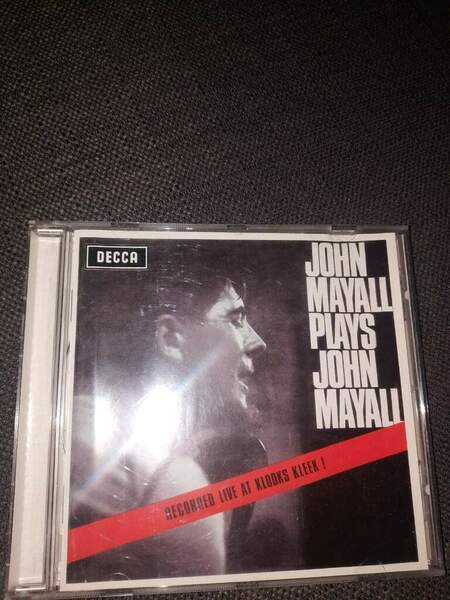 DECCA
JOHN
MAYALL
PLAYS
JOHN
MAYALL
RECORDED LIVE AT KLOOKS KLEEK !